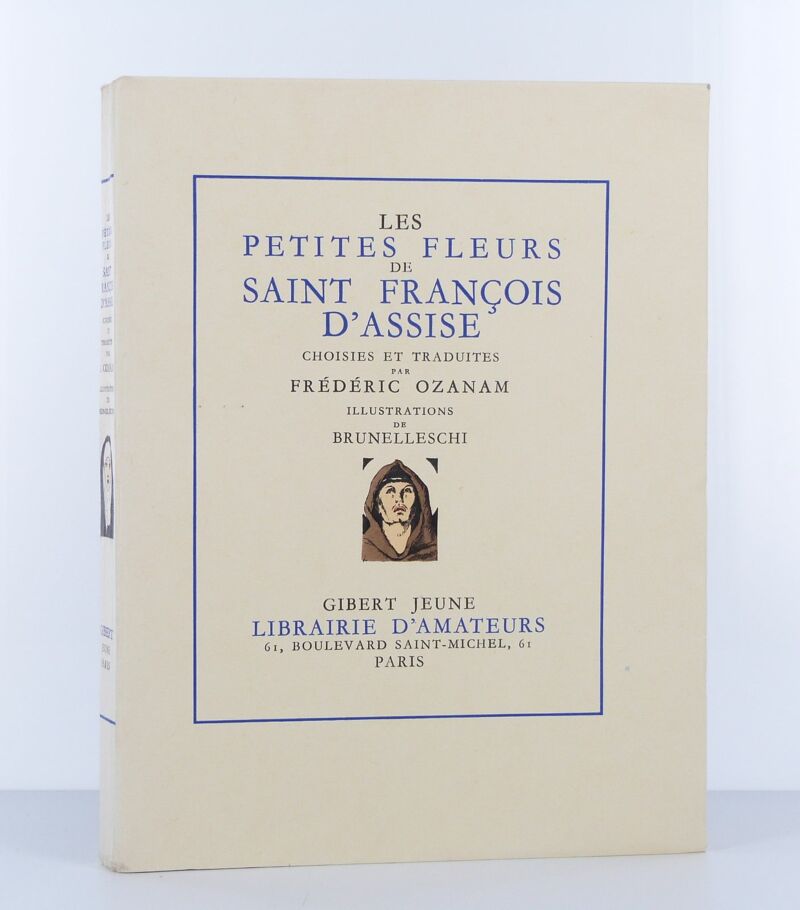 LES
PETITES FLEURS
DE
SAINT FRANÇOIS
D'ASSISE
CHOISIES ET TRADUITES
PAR
FRÉDÉRIC OZANAM
ILLUSTRATIONS
DE
BRUNELLESCHI
GIBERT JEUNE
LIBRAIRIE D'AMATEURS
61, BOULEVARD SAINT-MICHEL, 61
PARIS